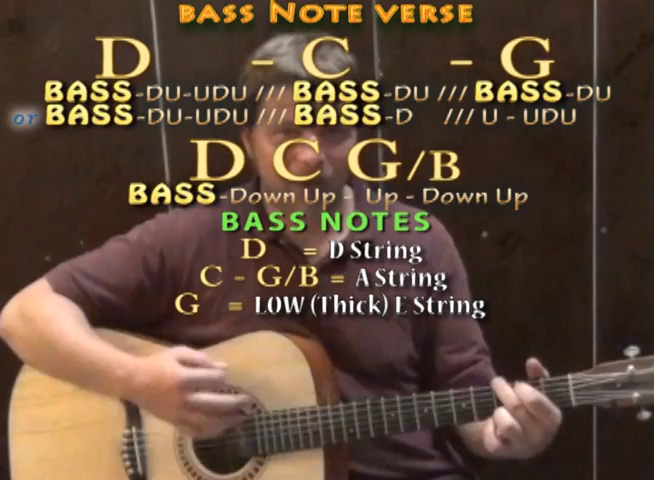 BASS NOTE VERSE
D - C - G
BASS-DU-UDU /// BASS-DU /// BASS-DU
or BASS-DU-UDU /// BASS-D /// U - UDU
D C G/B
BASS-Down Up - Up - Down Up
BASS NOTES
D = D String
C - G/B = A String
G = LOW (Thick) E String